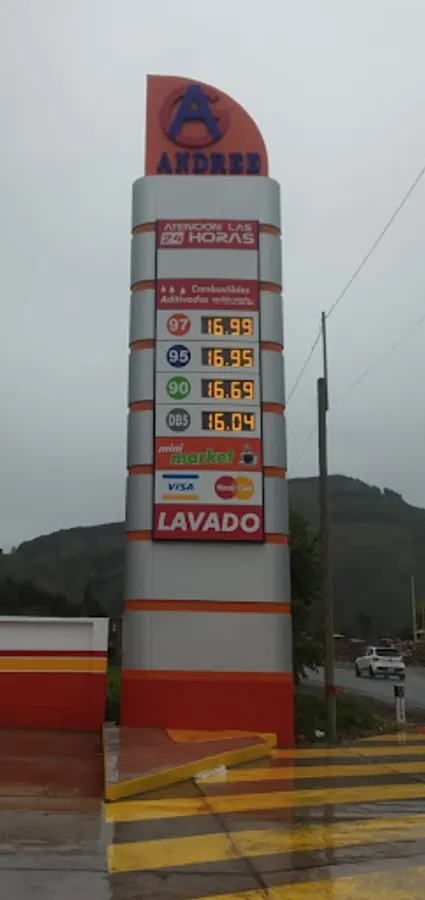 A
ANDREE
ATENCION LAS
24 HORAS
Combustibles
Aditivados
97 16.99
95 16.95
90 16.69
DB5 16.04
mini
market
VISA MasterCard
LAVADO